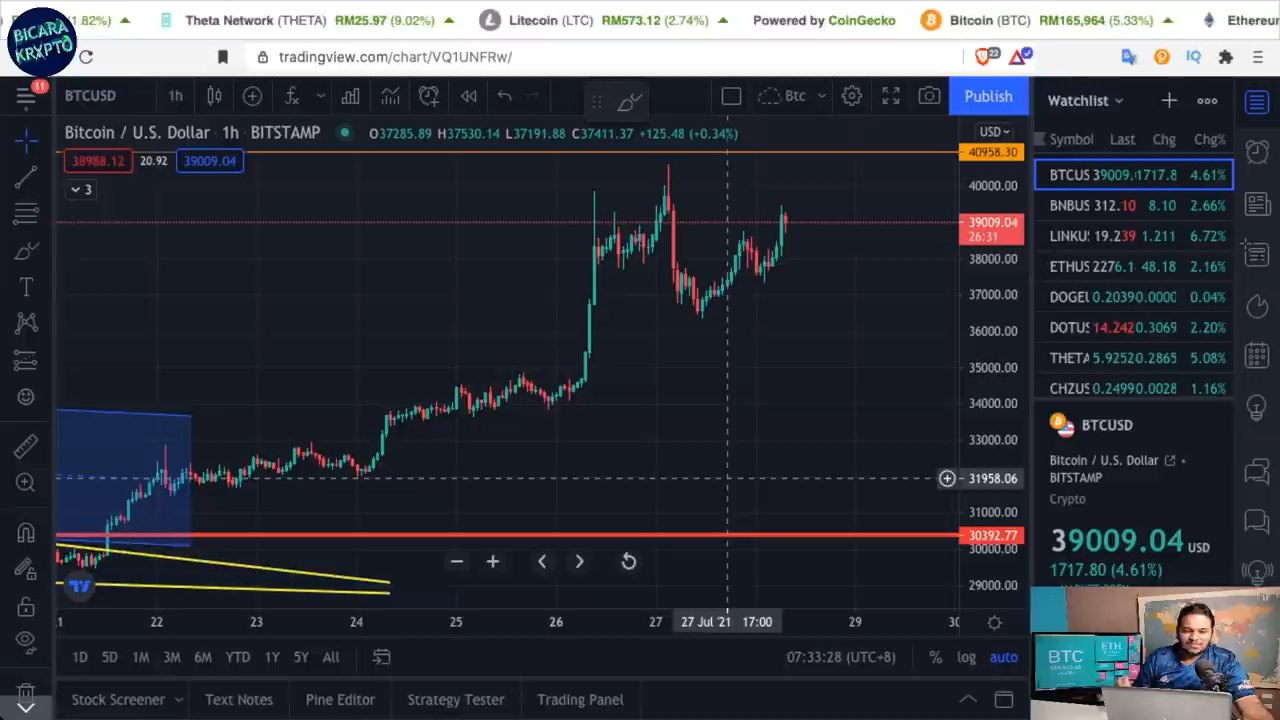 1.82%) Theta Network (THETA) RM25.97 (9.02%) Litecoin (LTC) RM573.12 (2.74%) Powered by CoinGecko Bitcoin (BTC) RM165,964 (5.33%) Ethereu
BICARA
KRXPTO
tradingview.com/chart/VQ1UNFRw/
22
11
BTCUSD 1h Btc Publish
Watchlist
Bitcoin / U.S. Dollar · 1h · BITSTAMP O37285.89 H37530.14 L37191.88 C37411.37 +125.48 (+0.34%)
USD
38988.12 20.92 39009.04
3
40958.30
40000.00
39009.04
26:31
38000.00
37000.00
36000.00
35000.00
34000.00
33000.00
31958.06
31000.00
30392.77
30000.00
29000.00
Symbol Last Chg Chg%
BTCUS 39009. 1717.8 4.61%
BNBUS 312.10 8.10 2.66%
LINKU 19.239 1.211 6.72%
ETHUS 2276.1 48.18 2.16%
DOGEU 0.20390 0.0000 0.04%
DOTUS 14.242 0.3069 2.20%
THETA 5.9252 0.2865 5.08%
CHZUS 0.2499 0.0028 1.16%
BTCUSD
Bitcoin / U.S. Dollar
BITSTAMP
Crypto
39009.04 USD
1717.80 (4.61%)
21 22 23 24 25 26 27 27 Jul '21 17:00 29 30
1D 5D 1M 3M 6M YTD 1Y 5Y All 07:33:28 (UTC+8) % log auto
Stock Screener Text Notes Pine Editor Strategy Tester Trading Panel
BTC
ETH